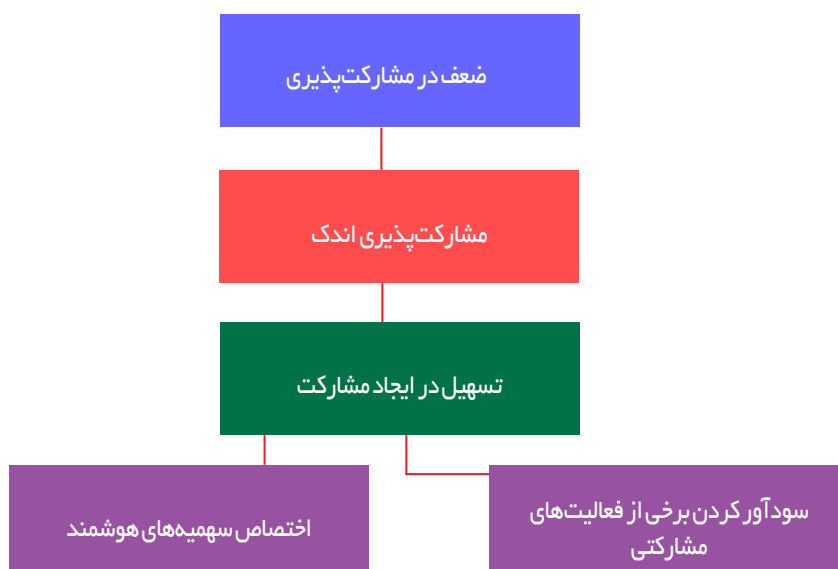 ضعف در مشارکت‌پذیری
مشارکت‌پذیری اندک
تسهیل در ایجاد مشارکت
سودآور کردن برخی از فعالیت‌های
مشارکتی
اختصاص سهمیه‌های هوشمند